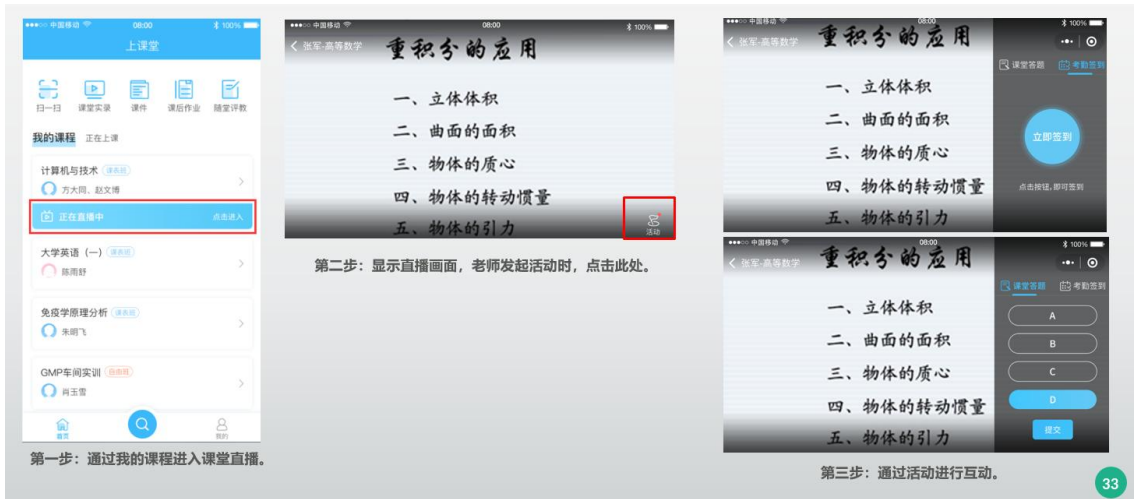 中国移动 08:00 100%
上课堂
扫一扫 课堂实录 课件 课后作业 随堂评教
我的课程 正在上课
计算机与技术 课表班
方大同、赵文博
正在直播中 点击进入
大学英语（一） 课表班
陈雨舒
免疫学原理分析 课表班
朱明飞
GMP车间实训 自由班
肖玉雪
首页 我的
第一步：通过我的课程进入课堂直播。
中国移动 08:00 100%
张军-高等数学
重积分的应用
一、立体体积
二、曲面的面积
三、物体的质心
四、物体的转动惯量
五、物体的引力
活动
第二步：显示直播画面，老师发起活动时，点击此处。
中国移动 08:00 100%
张军-高等数学
重积分的应用
课堂答题 考勤签到
一、立体体积
二、曲面的面积
三、物体的质心
四、物体的转动惯量
五、物体的引力
立即签到
点击按钮，即可签到
中国移动 08:00 100%
张军-高等数学
重积分的应用
课堂答题 考勤签到
一、立体体积
二、曲面的面积
三、物体的质心
四、物体的转动惯量
五、物体的引力
A
B
C
D
提交
第三步：通过活动进行互动。
33